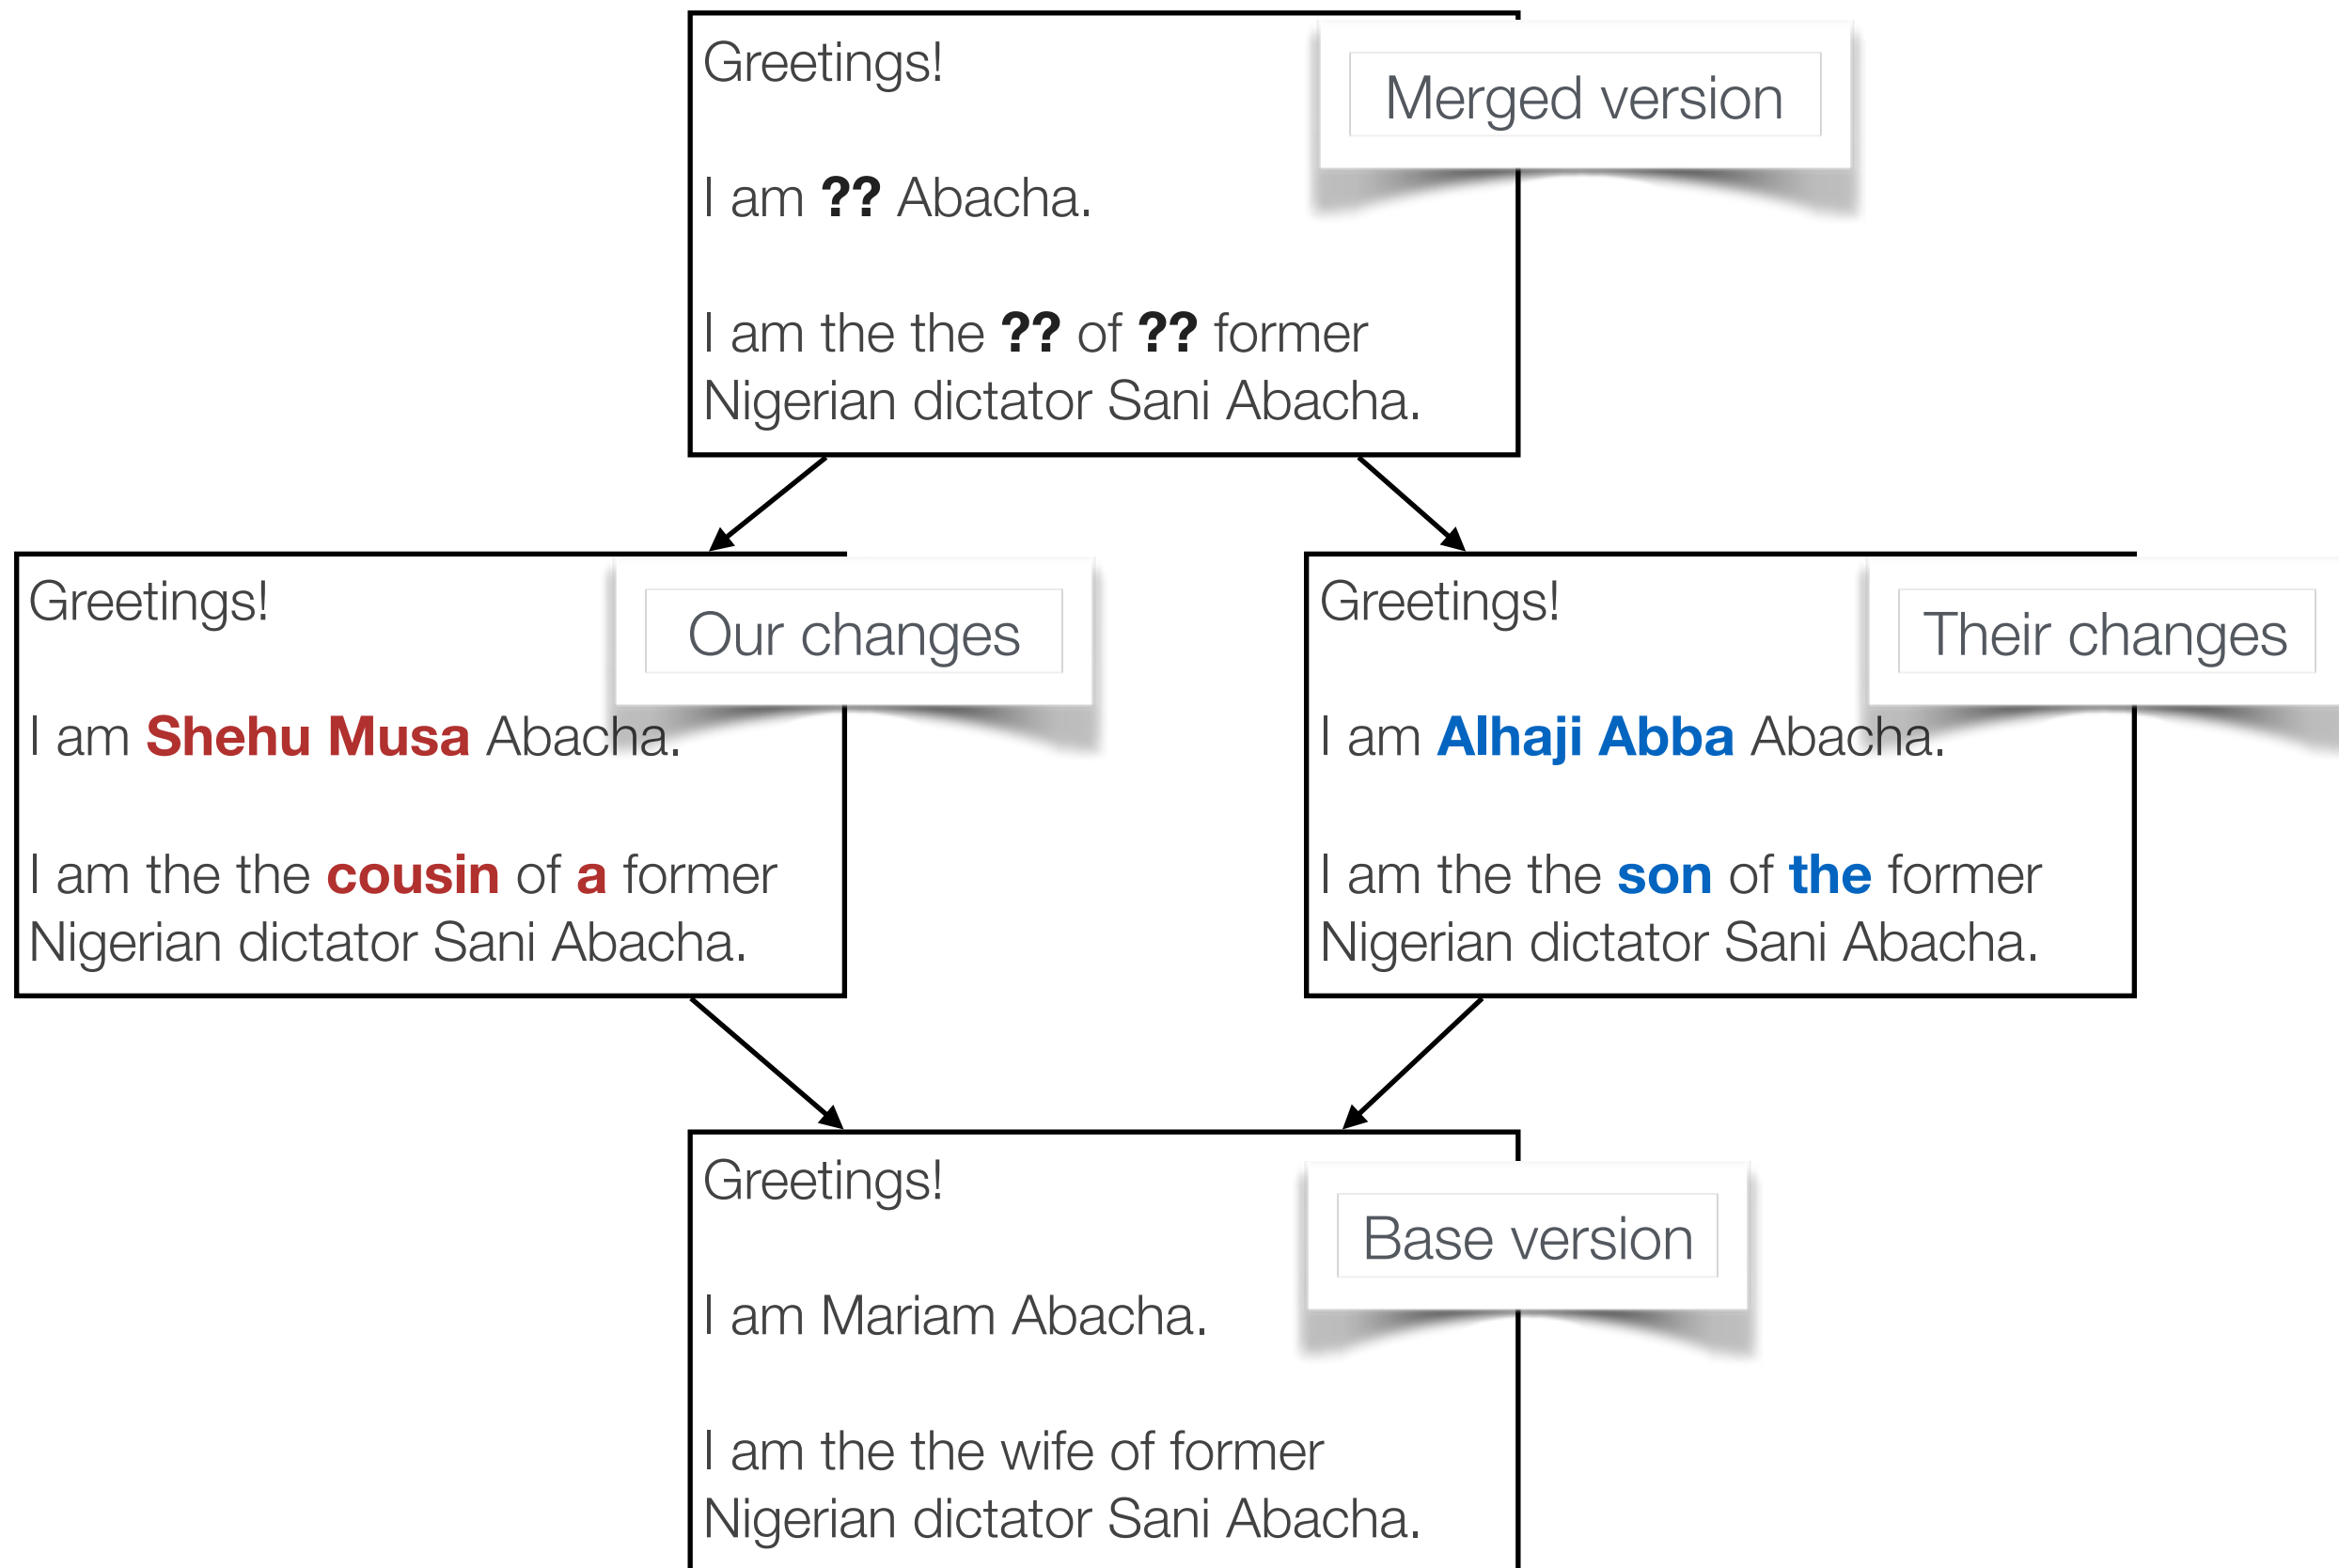 Greetings!
Merged version
I am ?? Abacha.
I am the the ?? of ?? former
Nigerian dictator Sani Abacha.
Greetings!
Our changes
I am Shehu Musa Abacha.
I am the the cousin of a former
Nigerian dictator Sani Abacha.
Greetings!
Their changes
I am Alhaji Abba Abacha.
I am the the son of the former
Nigerian dictator Sani Abacha.
Greetings!
Base version
I am Mariam Abacha.
I am the the wife of former
Nigerian dictator Sani Abacha.